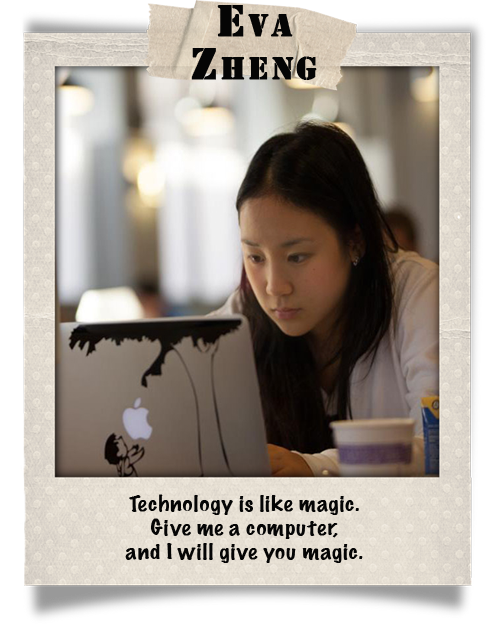 EVA
ZHENG
Technology is like magic.
Give me a computer,
and I will give you magic.